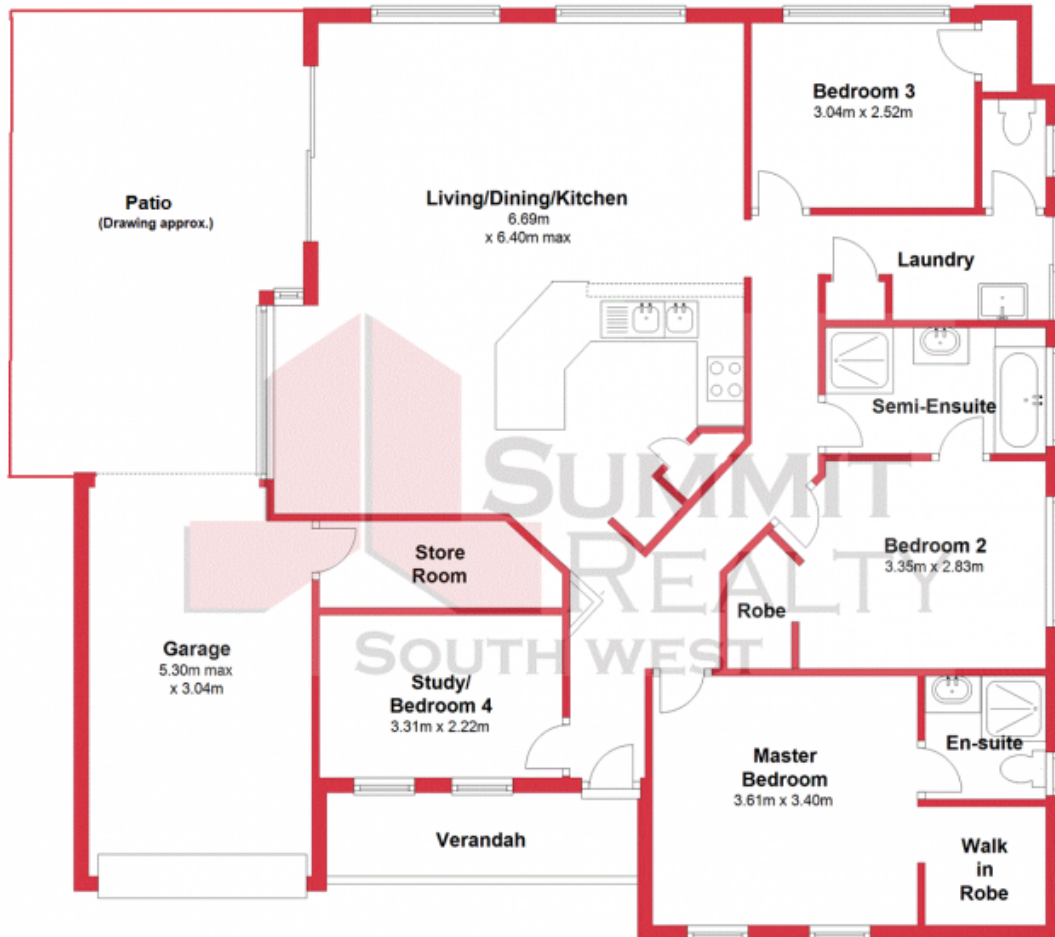 Bedroom 3
3.04m x 2.52m
Patio
(Drawing approx.)
Living/Dining/Kitchen
6.69m
x 6.40m max
Laundry
Semi-Ensuite
SUMMIT
REALTY
SOUTH WEST
Bedroom 2
3.35m x 2.83m
Store
Room
Robe
Garage
5.30m max
x 3.04m
Study/
Bedroom 4
3.31m x 2.22m
En-suite
Master
Bedroom
3.61m x 3.40m
Verandah
Walk
in
Robe